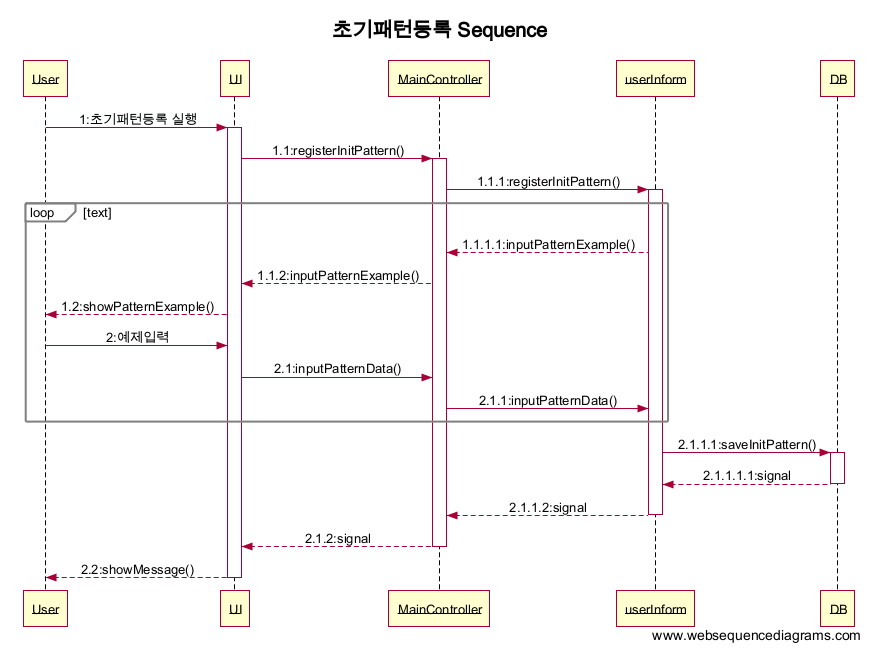 초기패턴등록 Sequence
User UI MainController userInform DB
1:초기패턴등록 실행
1.1:registerInitPattern()
1.1.1:registerInitPattern()
loop [text]
1.1.1.1:inputPatternExample()
1.1.2:inputPatternExample()
1.2:showPatternExample()
2:예제입력
2.1:inputPatternData()
2.1.1:inputPatternData()
2.1.1.1:saveInitPattern()
2.1.1.1.1:signal
2.1.1.2:signal
2.1.2:signal
2.2:showMessage()
User UI MainController userInform DB
www.websequencediagrams.com